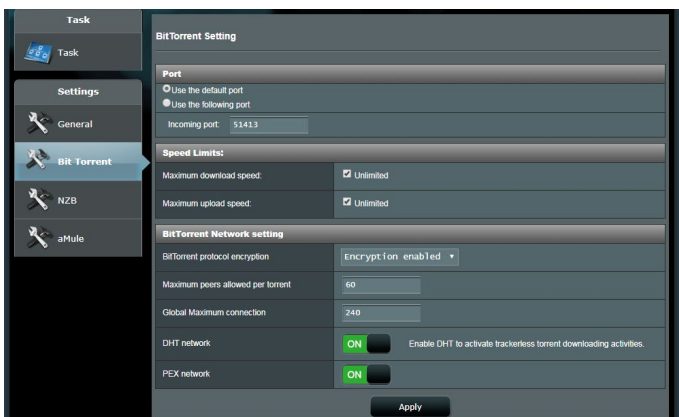 Task
Task
Settings
General
Bit Torrent
NZB
aMule
BitTorrent Setting
Port
Use the default port
Use the following port
Incoming port: 51413
Speed Limits:
Maximum download speed: Unlimited
Maximum upload speed: Unlimited
BitTorrent Network setting
BitTorrent protocol encryption Encryption enabled
Maximum peers allowed per torrent 60
Global Maximum connection 240
DHT network ON Enable DHT to activate trackerless torrent downloading activities.
PEX network ON
Apply